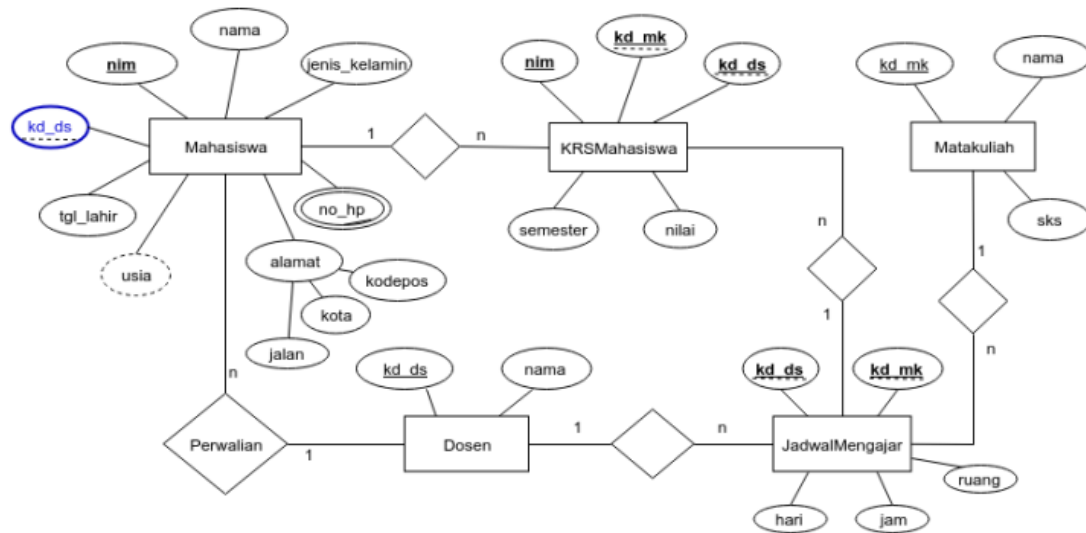 nama
nim
jenis_kelamin
kd_ds
Mahasiswa
tgl_lahir
usia
alamat
no_hp
kodepos
kota
jalan
1
n
kd_mk
nim
kd_ds
KRSMahasiswa
semester
nilai
n
1
kd_mk
nama
Matakuliah
sks
1
n
n
Perwalian
1
kd_ds
nama
Dosen
1
n
kd_ds
kd_mk
JadwalMengajar
ruang
hari
jam